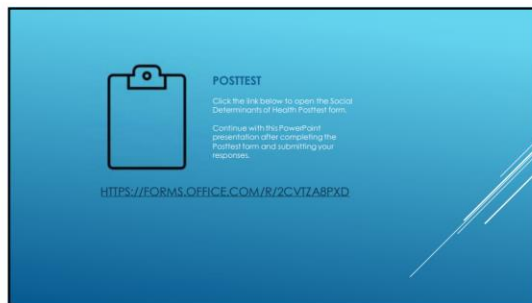 POSTTEST
Click the link below to open the Social
Determinants of Health Posttest form.
Continue with this PowerPoint
presentation after completing the
Posttest form and submitting your
responses.
HTTPS://FORMS.OFFICE.COM/R/2CVTZA8PXD